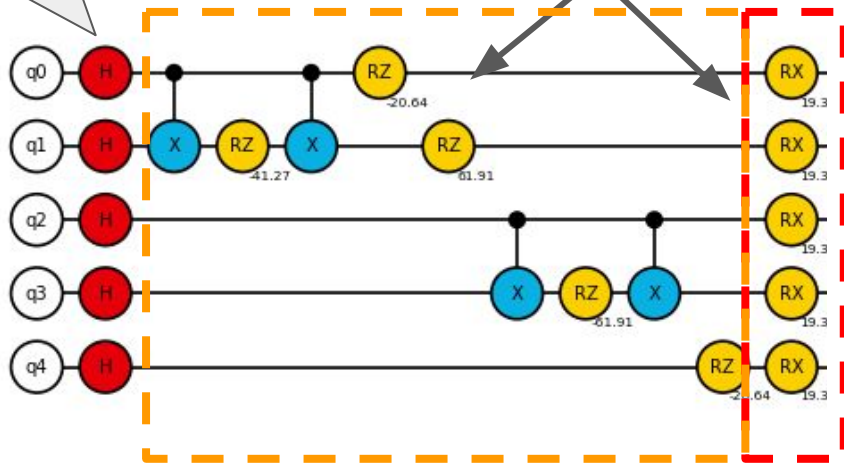 q0 H RZ RX
-20.64 19.3
q1 H X RZ X RZ RX
-41.27 61.91 19.3
q2 H RX
19.3
q3 H X RZ X RX
-61.91 19.3
q4 H RZ RX
19.3